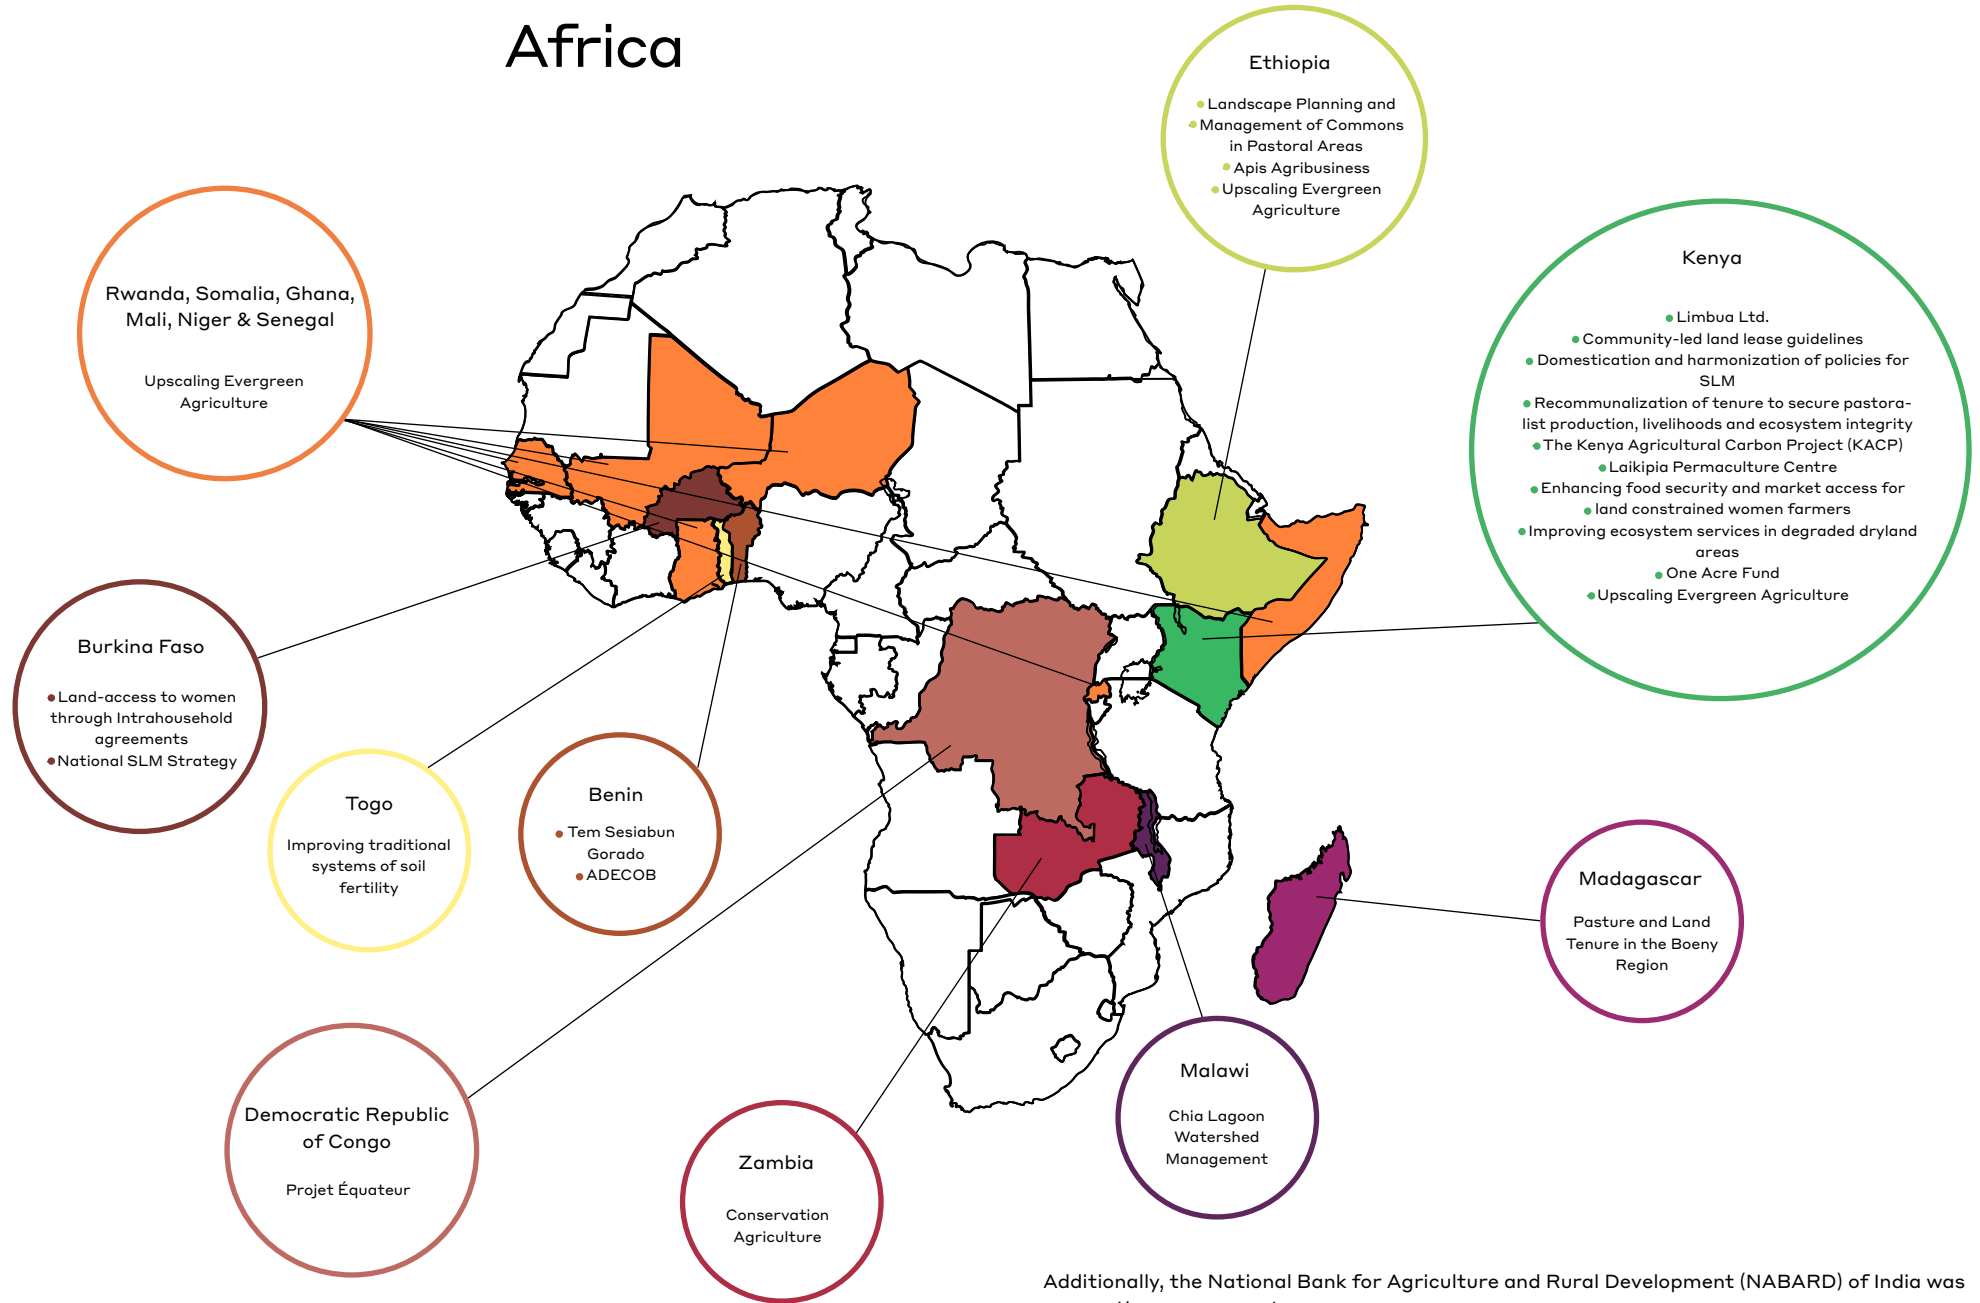 Africa
Ethiopia
• Landscape Planning and
• Management of Commons
in Pastoral Areas
• Apis Agribusiness
• Upscaling Evergreen
Agriculture
Rwanda, Somalia, Ghana,
Mali, Niger & Senegal
Upscaling Evergreen
Agriculture
Kenya
• Limbua Ltd.
• Community-led land lease guidelines
• Domestication and harmonization of policies for
SLM
• Recommunalization of tenure to secure pastora-
list production, livelihoods and ecosystem integrity
• The Kenya Agricultural Carbon Project (KACP)
• Laikipia Permaculture Centre
• Enhancing food security and market access for
• land constrained women farmers
• Improving ecosystem services in degraded dryland
areas
• One Acre Fund
• Upscaling Evergreen Agriculture
Burkina Faso
• Land-access to women
through Intrahousehold
agreements
• National SLM Strategy
Togo
Improving traditional
systems of soil
fertility
Benin
• Tem Sesiabun
Gorado
• ADECOB
Madagascar
Pasture and Land
Tenure in the Boeny
Region
Democratic Republic
of Congo
Projet Équateur
Zambia
Conservation
Agriculture
Malawi
Chia Lagoon
Watershed
Management
Additionally, the National Bank for Agriculture and Rural Development (NABARD) of India was